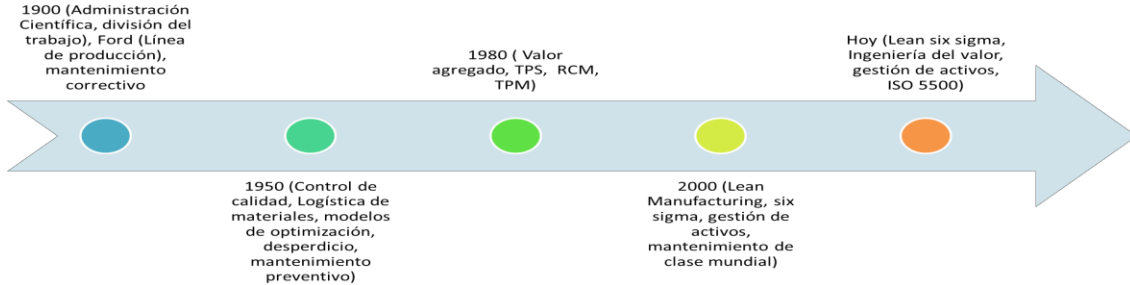 1900 (Administración
Científica, división del
trabajo), Ford (Línea
de producción),
mantenimiento
correctivo
1950 (Control de
calidad, Logística de
materiales, modelos
de optimización,
desperdicio,
mantenimiento
preventivo)
1980 ( Valor
agregado, TPS, RCM,
TPM)
2000 (Lean
Manufacturing, six
sigma, gestión de
activos,
mantenimiento de
clase mundial)
Hoy (Lean six sigma,
Ingeniería del valor,
gestión de activos,
ISO 5500)